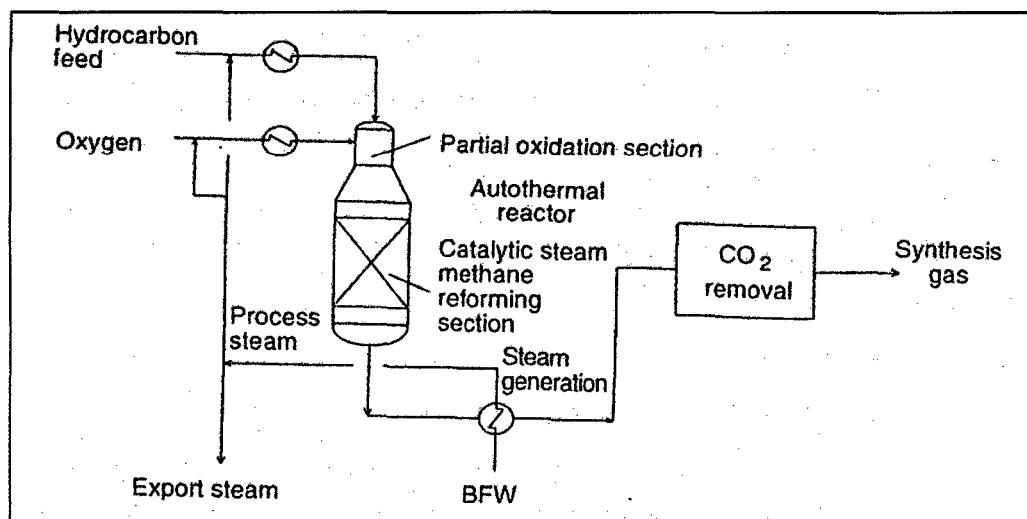 Hydrocarbon
feed
Oxygen
Partial oxidation section
Autothermal
reactor
Catalytic steam
methane
reforming
section
CO₂
removal
Synthesis
gas
Process
steam
Steam
generation
Export steam
BFW